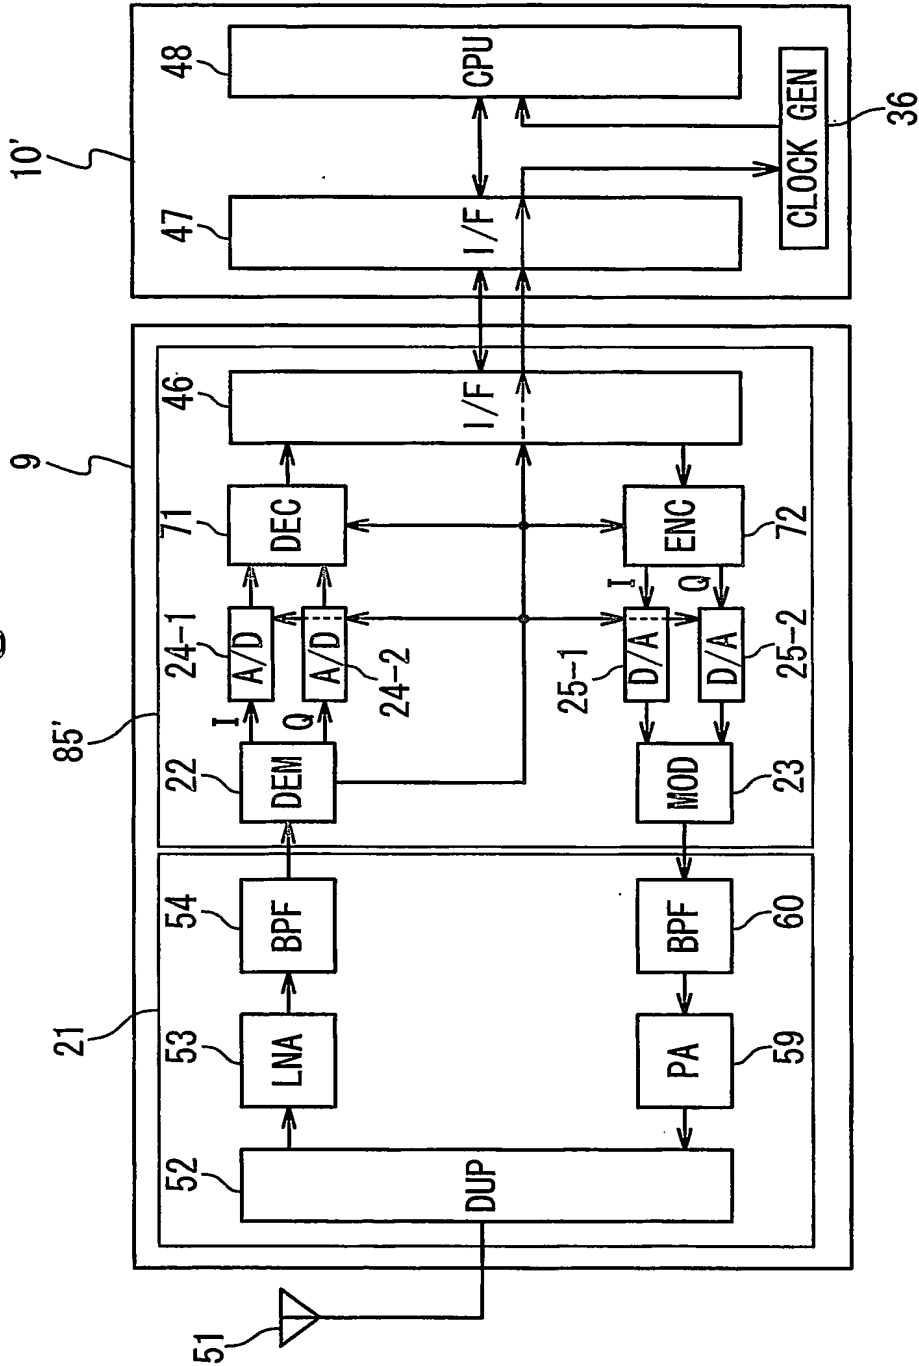 9
10'
21
85'
51
52
DUP
53
LNA
54
BPF
22
DEM
I
Q
24-1
A/D
A/D
24-2
71
DEC
46
I/F
47
I/F
48
CPU
59
PA
60
BPF
23
MOD
25-1
D/A
D/A
25-2
I
Q
72
ENC
CLOCK GEN
36